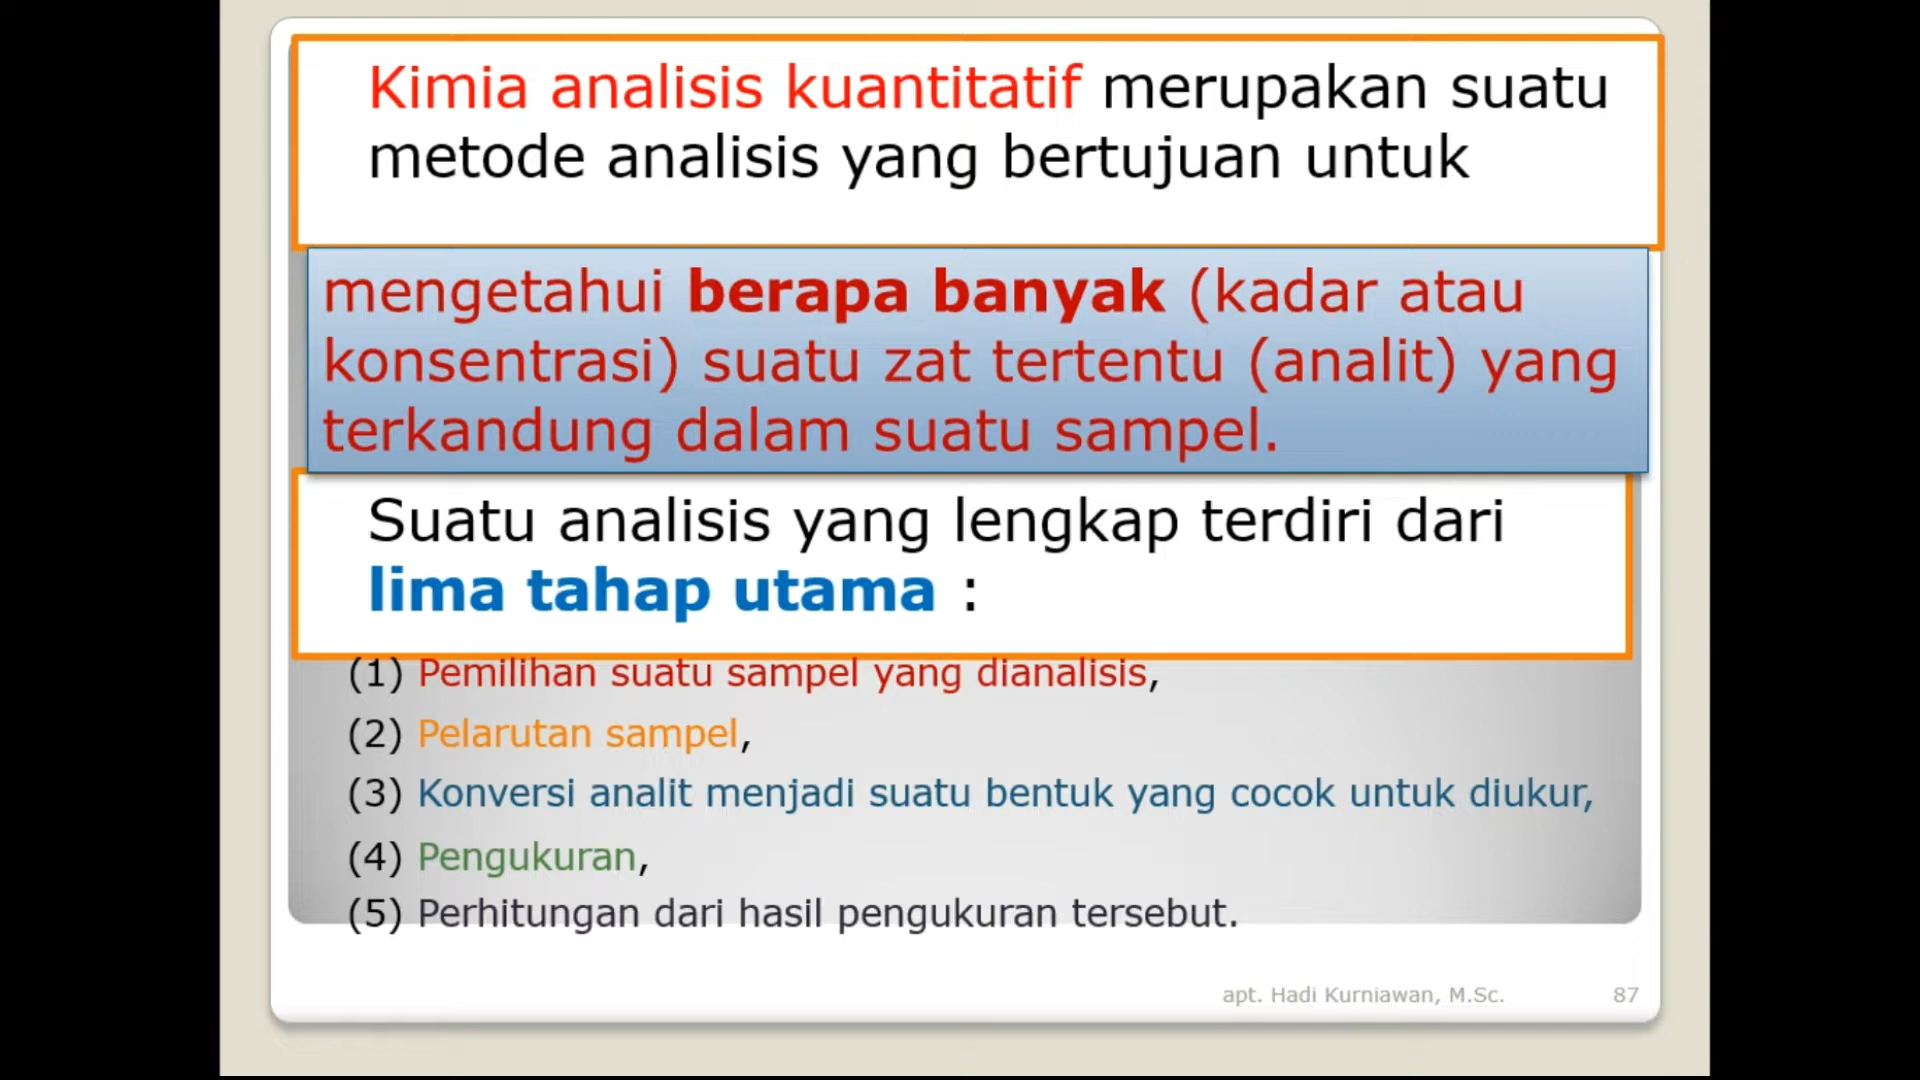 Kimia analisis kuantitatif merupakan suatu
metode analisis yang bertujuan untuk
mengetahui berapa banyak (kadar atau
konsentrasi) suatu zat tertentu (analit) yang
terkandung dalam suatu sampel.
Suatu analisis yang lengkap terdiri dari
lima tahap utama :
(1) Pemilihan suatu sampel yang dianalisis,
(2) Pelarutan sampel,
(3) Konversi analit menjadi suatu bentuk yang cocok untuk diukur,
(4) Pengukuran,
(5) Perhitungan dari hasil pengukuran tersebut.
apt. Hadi Kurniawan, M.Sc. 87